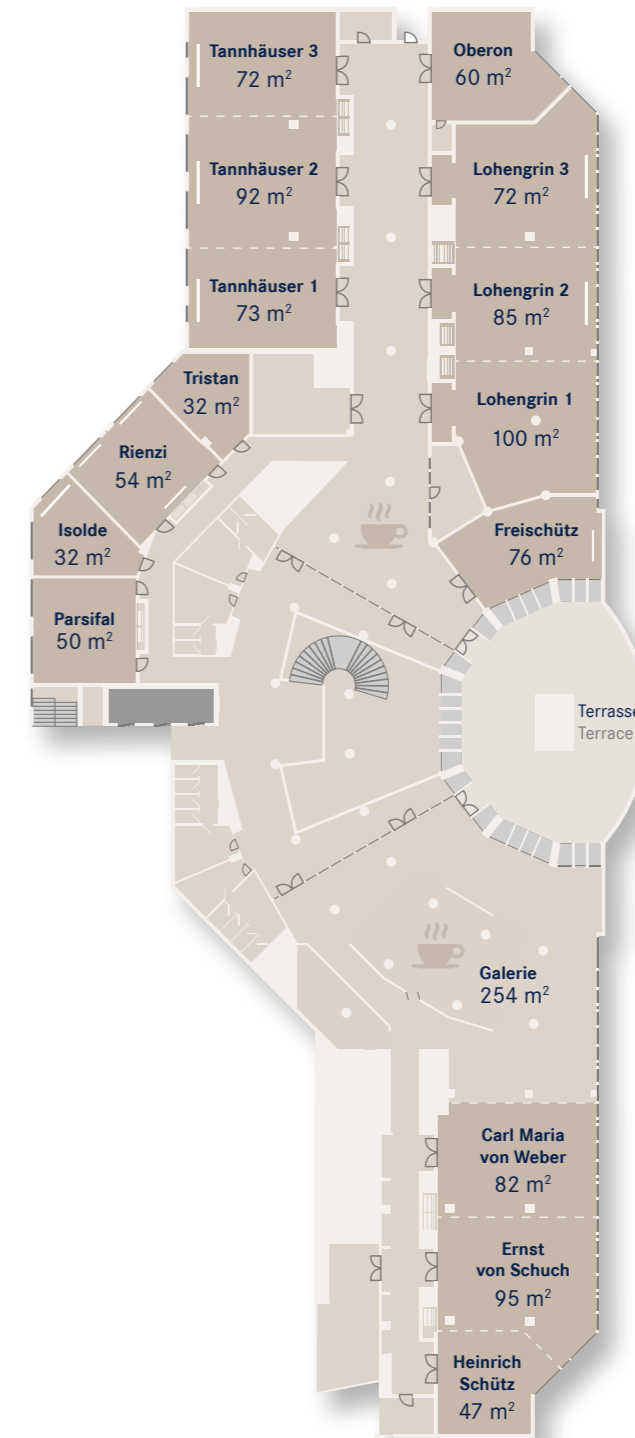 Tannhäuser 3
72 m²
Oberon
60 m²
Tannhäuser 2
92 m²
Lohengrin 3
72 m²
Tannhäuser 1
73 m²
Lohengrin 2
85 m²
Tristan
32 m²
Lohengrin 1
100 m²
Rienzi
54 m²
Isolde
32 m²
Freischütz
76 m²
Parsifal
50 m²
Terrasse
Terrace
Galerie
254 m²
Carl Maria
von Weber
82 m²
Ernst
von Schuch
95 m²
Heinrich
Schütz
47 m²